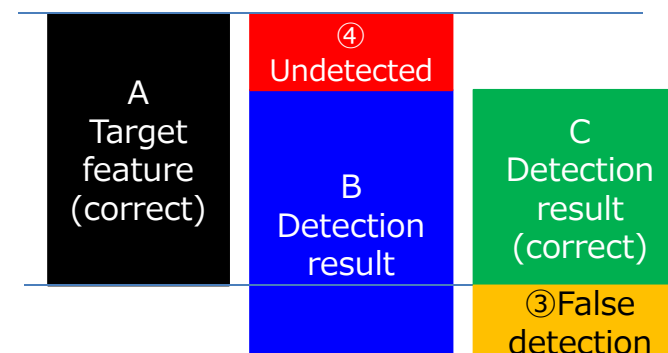 A
Target
feature
(correct)
④
Undetected
B
Detection
result
C
Detection
result
(correct)
③False
detection